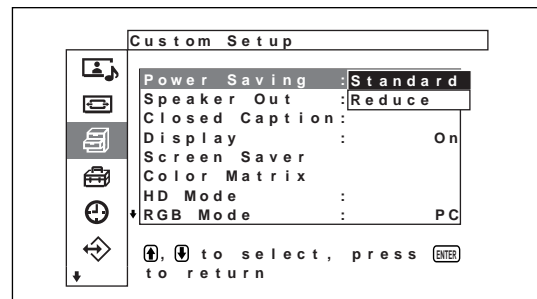 Custom Setup
Power Saving :Standard
Speaker Out :Reduce
Closed Caption:
Display : On
Screen Saver
Color Matrix
HD Mode :
RGB Mode : PC
, to select, press ENTER
to return